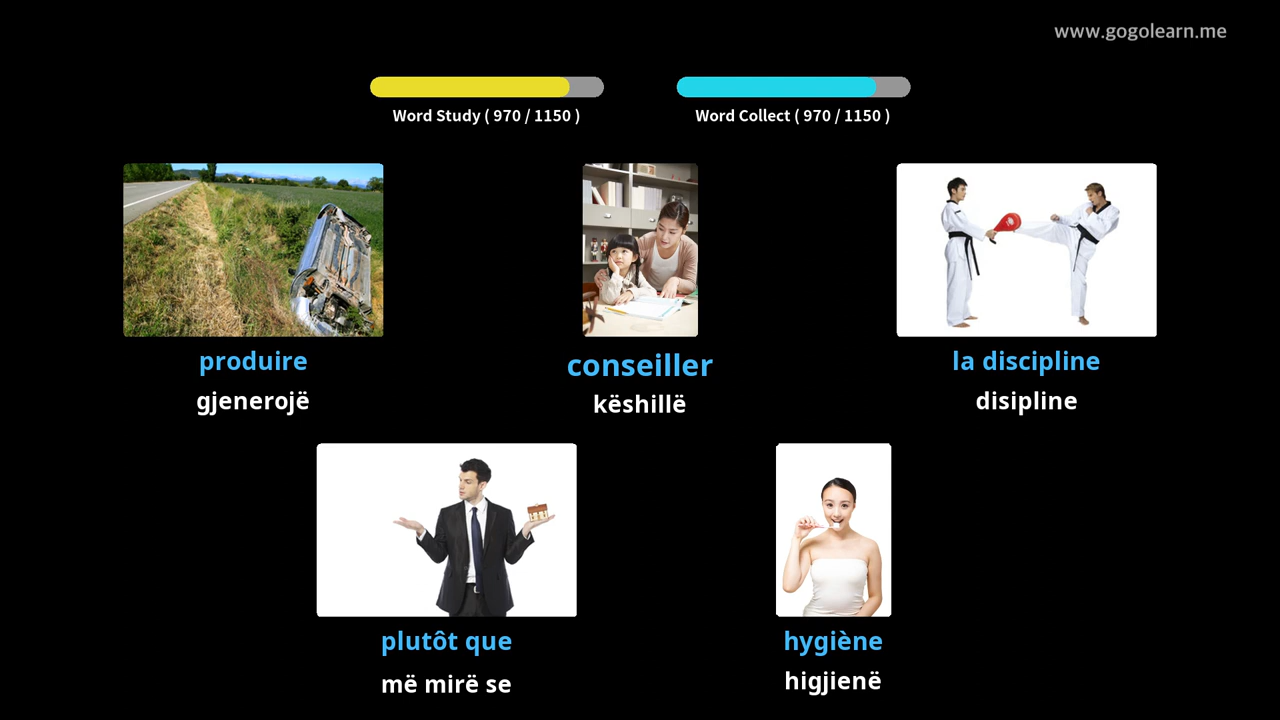 www.gogolearn.me
Word Study ( 970 / 1150 )
Word Collect ( 970 / 1150 )
produire
gjenerojë
conseiller
këshillë
la discipline
disipline
plutôt que
më mirë se
hygiène
higjienë